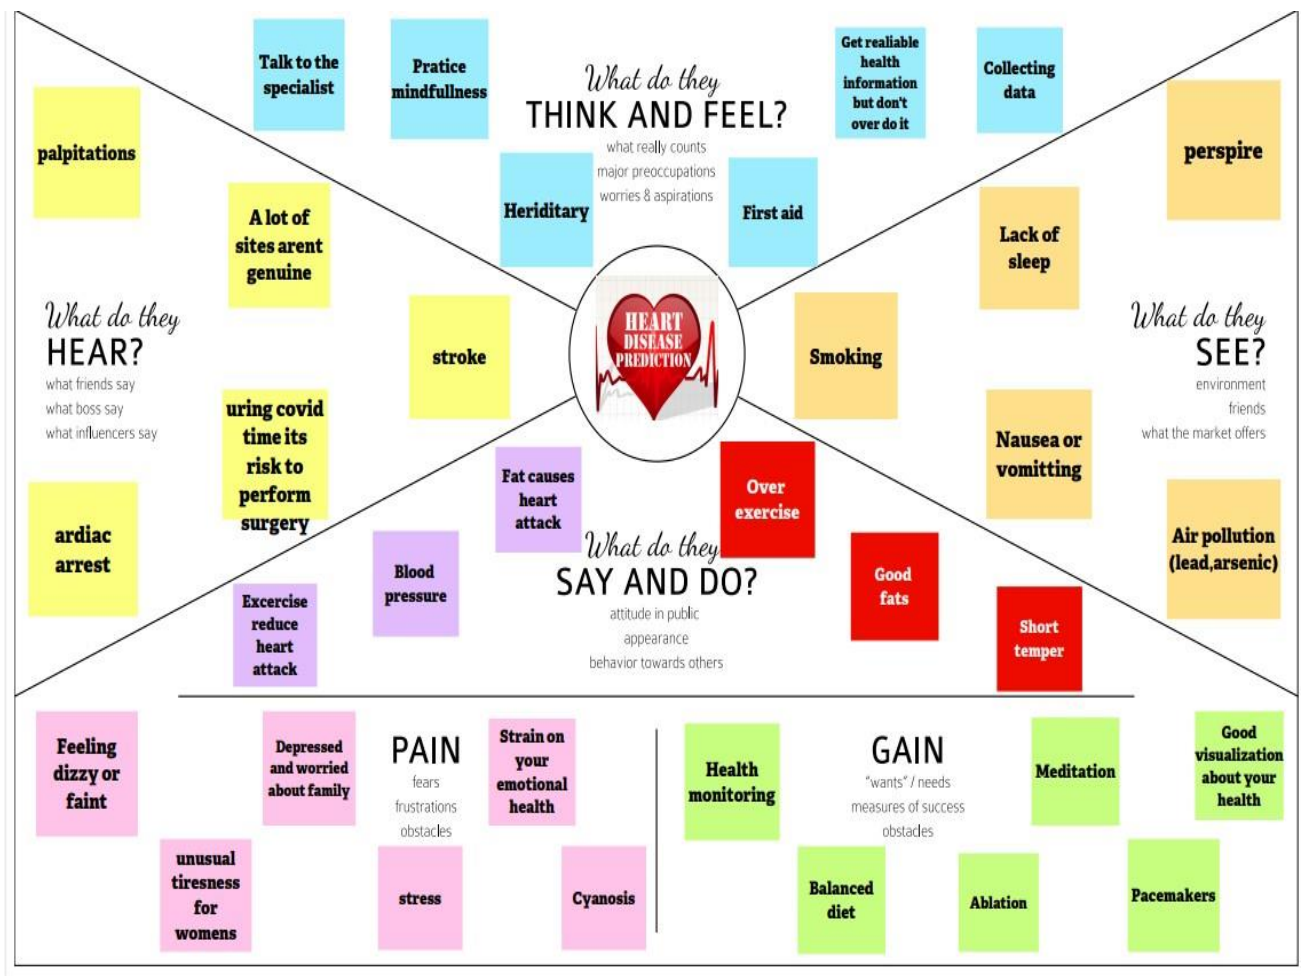 Talk to the
specialist
Pratice
mindfullness
What do they
THINK AND FEEL?
what really counts
major preoccupations
worries & aspirations
Get realiable
health
information
but don't
over do it
Collecting
data
Heriditary
First aid
palpitations
A lot of
sites arent
genuine
What do they
HEAR?
what friends say
what boss say
what influencers say
stroke
uring covid
time its
risk to
perform
surgery
ardiac
arrest
HEART
DISEASE
PREDICTION
perspire
Lack of
sleep
Smoking
What do they
SEE?
environment
friends
what the market offers
Nausea or
vomitting
Air pollution
(lead,arsenic)
Fat causes
heart
attack
Blood
pressure
Excercise
reduce
heart
attack
What do they
SAY AND DO?
attitude in public
appearance
behavior towards others
Over
exercise
Good
fats
Short
temper
Feeling
dizzy or
faint
Depressed
and worried
about family
PAIN
fears
frustrations
obstacles
Strain on
your
emotional
health
unusual
tiresness
for
womens
stress
Cyanosis
Health
monitoring
GAIN
"wants" / needs
measures of success
obstacles
Meditation
Good
visualization
about your
health
Balanced
diet
Ablation
Pacemakers